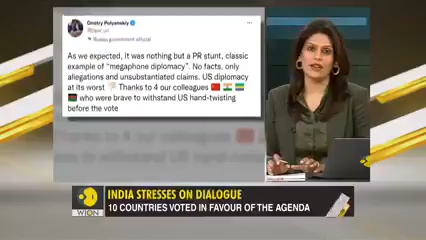 Dmitry Polyanskiy
@Dpol_un
Russia government official
As we expected, it was nothing but a PR stunt, classic
example of "megaphone diplomacy". No facts, only
allegations and unsubstantiated claims. US diplomacy
at its worst 👎 Thanks to 4 our colleagues 🇨🇳 🇮🇳 🇬🇦
🇰🇪 who were brave to withstand US hand-twisting
before the vote
WION
INDIA STRESSES ON DIALOGUE
10 COUNTRIES VOTED IN FAVOUR OF THE AGENDA